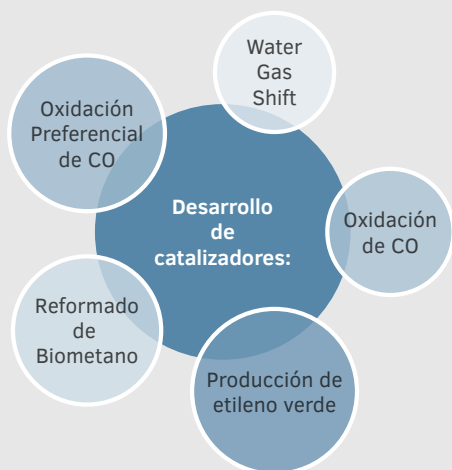 Water
Gas
Shift
Oxidación
Preferencial
de CO
Desarrollo
de
catalizadores:
Oxidación
de CO
Reformado
de
Biometano
Producción de
etileno verde